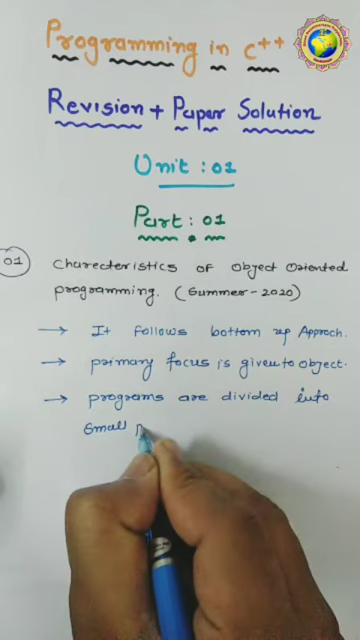 Programming in C++
Revision + Paper Solution
Unit : 01
Part : 01
01 Charecteristics of Object Oriented
programming. (Summer-2020)
→ It follows bottom up Approch.
→ primary focus is given to object.
→ programs are divided into
small